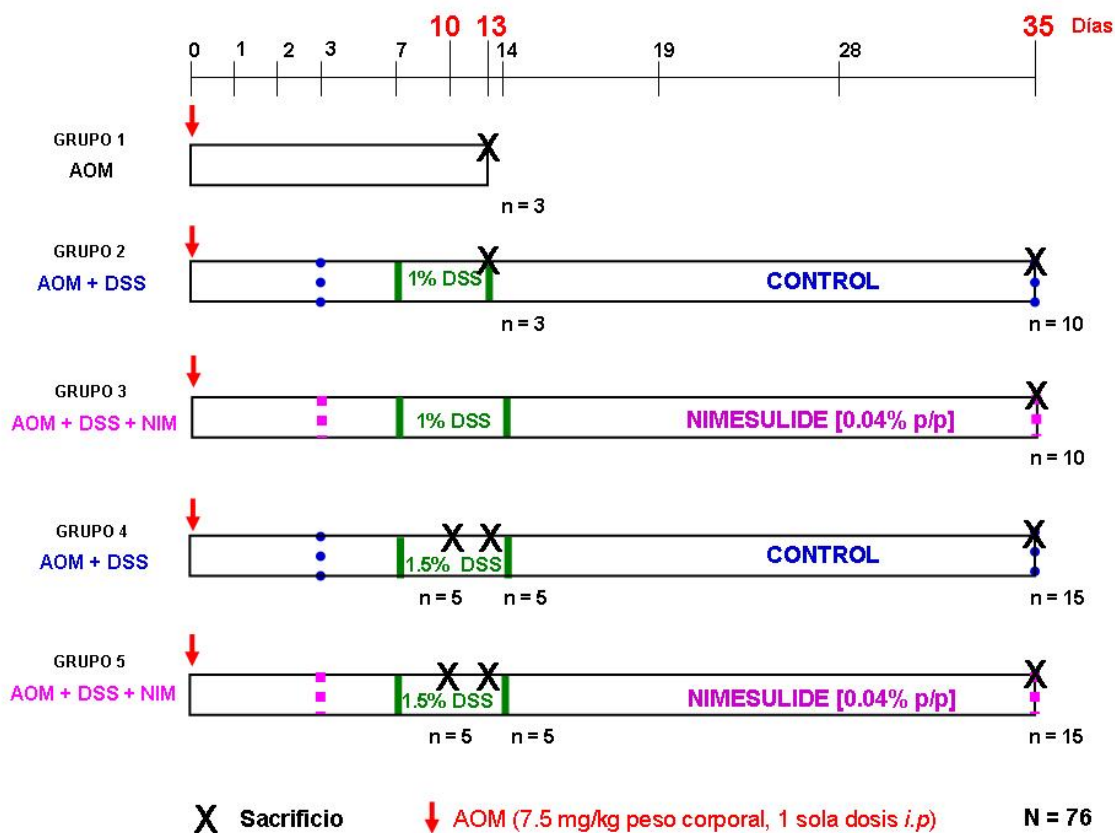 10 13 35 Días
0 1 2 3 7 14 19 28
GRUPO 1
AOM
n = 3
GRUPO 2
AOM + DSS
1% DSS
CONTROL
n = 3
n = 10
GRUPO 3
AOM + DSS + NIM
1% DSS
NIMESULIDE [0.04% p/p]
n = 10
GRUPO 4
AOM + DSS
1.5% DSS
CONTROL
n = 5
n = 5
n = 15
GRUPO 5
AOM + DSS + NIM
1.5% DSS
NIMESULIDE [0.04% p/p]
n = 5
n = 5
n = 15
X Sacrificio
AOM (7.5 mg/kg peso corporal, 1 sola dosis i.p)
N = 76